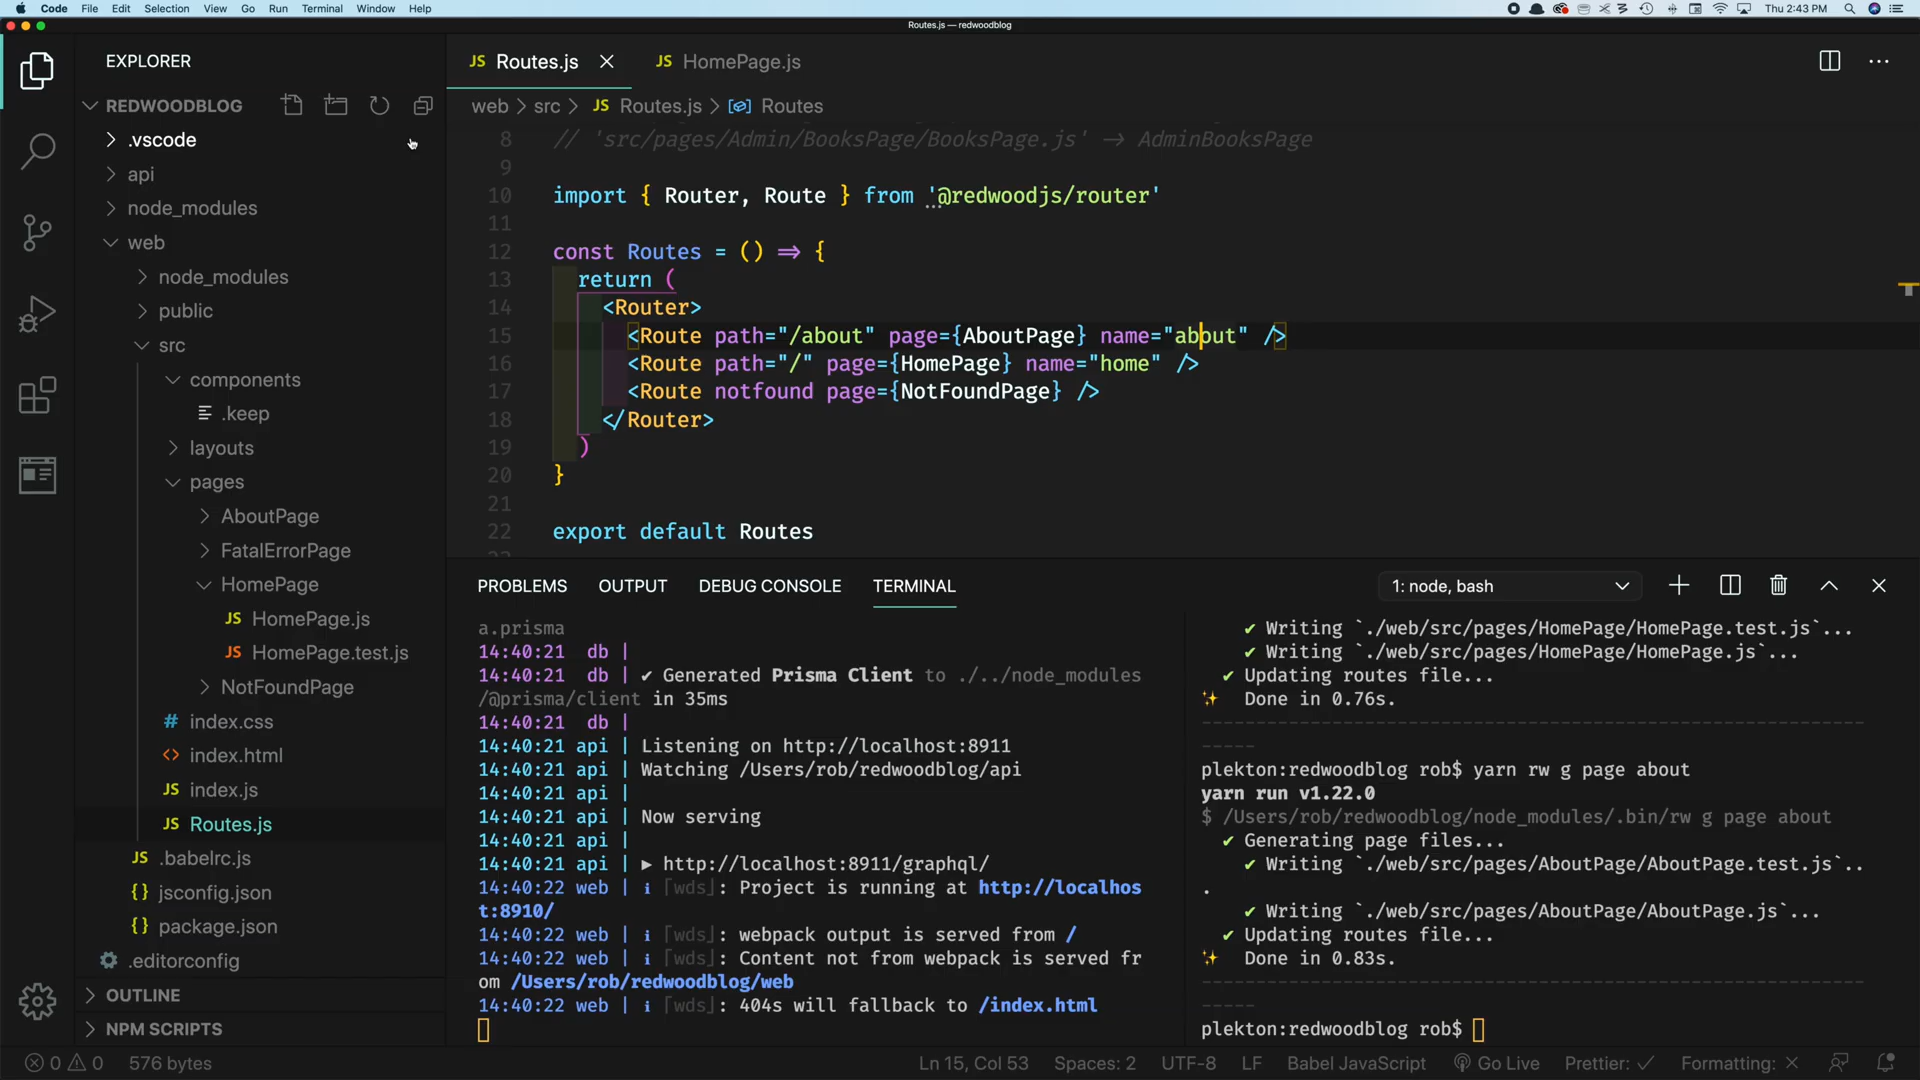 Code File Edit Selection View Go Run Terminal Window Help
Thu 2:43 PM
Routes.js — redwoodblog
EXPLORER
REDWOODBLOG
.vscode
api
node_modules
web
node_modules
public
src
components
.keep
layouts
pages
AboutPage
FatalErrorPage
HomePage
JS HomePage.js
JS HomePage.test.js
NotFoundPage
# index.css
<> index.html
JS index.js
JS Routes.js
JS .babelrc.js
{} jsconfig.json
{} package.json
.editorconfig
OUTLINE
NPM SCRIPTS
JS Routes.js
JS HomePage.js
web > src > JS Routes.js > Routes
8 // 'src/pages/Admin/BooksPage/BooksPage.js' -> AdminBooksPage
9
10 import { Router, Route } from '@redwoodjs/router'
11
12 const Routes = () => {
13 return (
14 <Router>
15 <Route path="/about" page={AboutPage} name="about" />
16 <Route path="/" page={HomePage} name="home" />
17 <Route notfound page={NotFoundPage} />
18 </Router>
19 )
20 }
21
22 export default Routes
PROBLEMS OUTPUT DEBUG CONSOLE TERMINAL
1: node, bash
a.prisma
14:40:21 db |
14:40:21 db | ✔ Generated Prisma Client to ./../node_modules
/@prisma/client in 35ms
14:40:21 db |
14:40:21 api | Listening on http://localhost:8911
14:40:21 api | Watching /Users/rob/redwoodblog/api
14:40:21 api |
14:40:21 api | Now serving
14:40:21 api |
14:40:21 api | ► http://localhost:8911/graphql/
14:40:22 web | ℹ ｢wds｣: Project is running at http://localhos
t:8910/
14:40:22 web | ℹ ｢wds｣: webpack output is served from /
14:40:22 web | ℹ ｢wds｣: Content not from webpack is served fr
om /Users/rob/redwoodblog/web
14:40:22 web | ℹ ｢wds｣: 404s will fallback to /index.html
✔ Writing `./web/src/pages/HomePage/HomePage.test.js`...
✔ Writing `./web/src/pages/HomePage/HomePage.js`...
✔ Updating routes file...
✨ Done in 0.76s.
----------------------------------------------------------------
-----
plekton:redwoodblog rob$ yarn rw g page about
yarn run v1.22.0
$ /Users/rob/redwoodblog/node_modules/.bin/rw g page about
✔ Generating page files...
✔ Writing `./web/src/pages/AboutPage/AboutPage.test.js`..
.
✔ Writing `./web/src/pages/AboutPage/AboutPage.js`...
✔ Updating routes file...
✨ Done in 0.83s.
----------------------------------------------------------------
-----
plekton:redwoodblog rob$
0 0 576 bytes
Ln 15, Col 53 Spaces: 2 UTF-8 LF Babel JavaScript Go Live Prettier: ✓ Formatting: ×